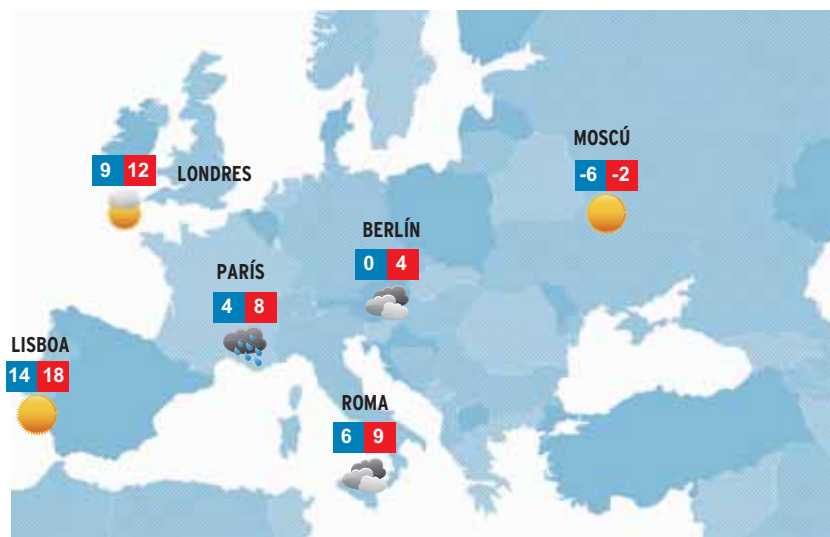 MOSCÚ
-6 -2
9 12
LONDRES
BERLÍN
0 4
PARÍS
4 8
LISBOA
14 18
ROMA
6 9